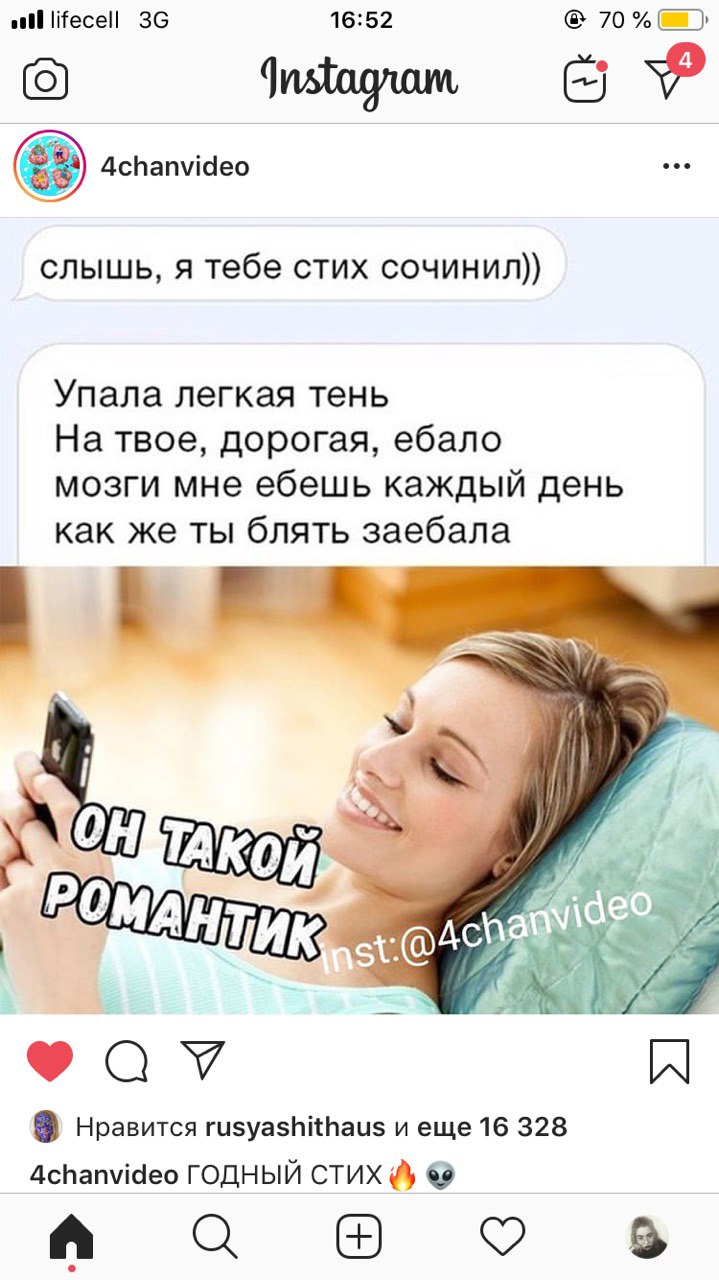 lifecell 3G 16:52 70 %
Instagram 4
4chanvideo
слышь, я тебе стих сочинил))
Упала легкая тень
На твое, дорогая, ебало
мозги мне ебешь каждый день
как же ты блять заебала
ОН ТАКОЙ
РОМАНТИК
inst:@4chanvideo
Нравится rusyashithaus и еще 16 328
4chanvideo ГОДНЫЙ СТИХ🔥👽